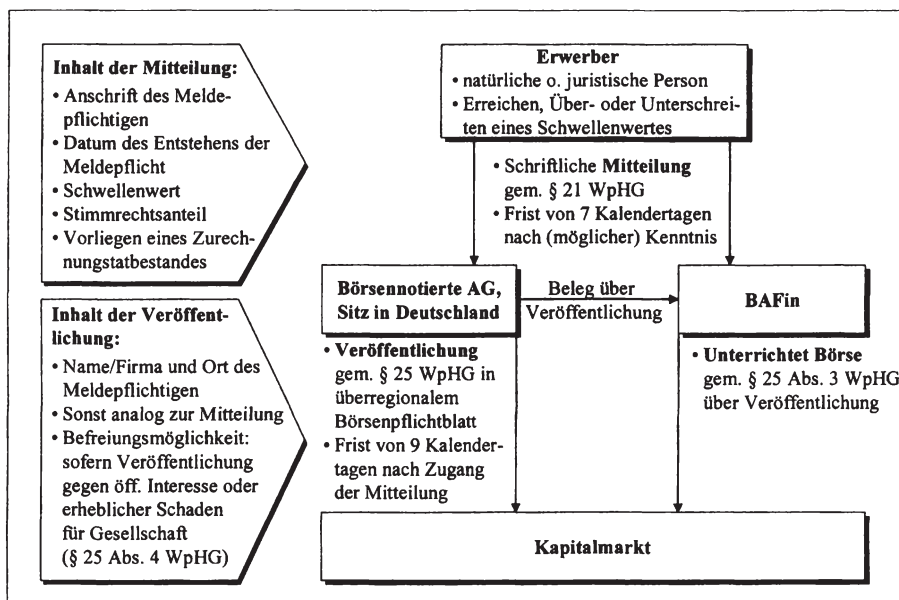 Inhalt der Mitteilung:
• Anschrift des Melde-
pflichtigen
• Datum des Entstehens der
Meldepflicht
• Schwellenwert
• Stimmrechtsanteil
• Vorliegen eines Zurech-
nungstatbestandes
Erwerber
• natürliche o. juristische Person
• Erreichen, Über- oder Unterschrei-
ten eines Schwellenwertes
• Schriftliche Mitteilung
gem. § 21 WpHG
• Frist von 7 Kalendertagen
nach (möglicher) Kenntnis
Börsennotierte AG,
Sitz in Deutschland
Beleg über
Veröffentlichung
BAFin
Inhalt der Veröffent-
lichung:
• Name/Firma und Ort des
Meldepflichtigen
• Sonst analog zur Mitteilung
• Befreiungsmöglichkeit:
sofern Veröffentlichung
gegen öff. Interesse oder
erheblicher Schaden
für Gesellschaft
(§ 25 Abs. 4 WpHG)
• Veröffentlichung
gem. § 25 WpHG in
überregionalem
Börsenpflichtblatt
• Frist von 9 Kalender-
tagen nach Zugang
der Mitteilung
• Unterrichtet Börse
gem. § 25 Abs. 3 WpHG
über Veröffentlichung
Kapitalmarkt